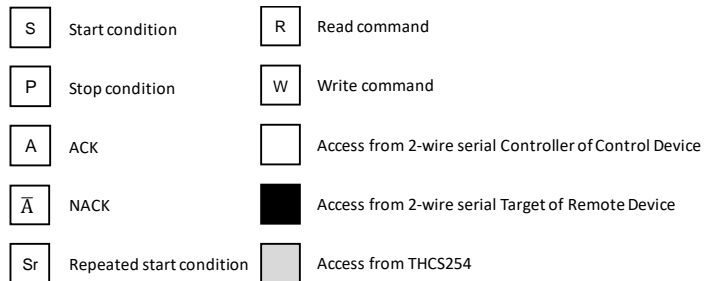 S Start condition R Read command
P Stop condition W Write command
A ACK Access from 2-wire serial Controller of Control Device
A̅ NACK Access from 2-wire serial Target of Remote Device
Sr Repeated start condition Access from THCS254